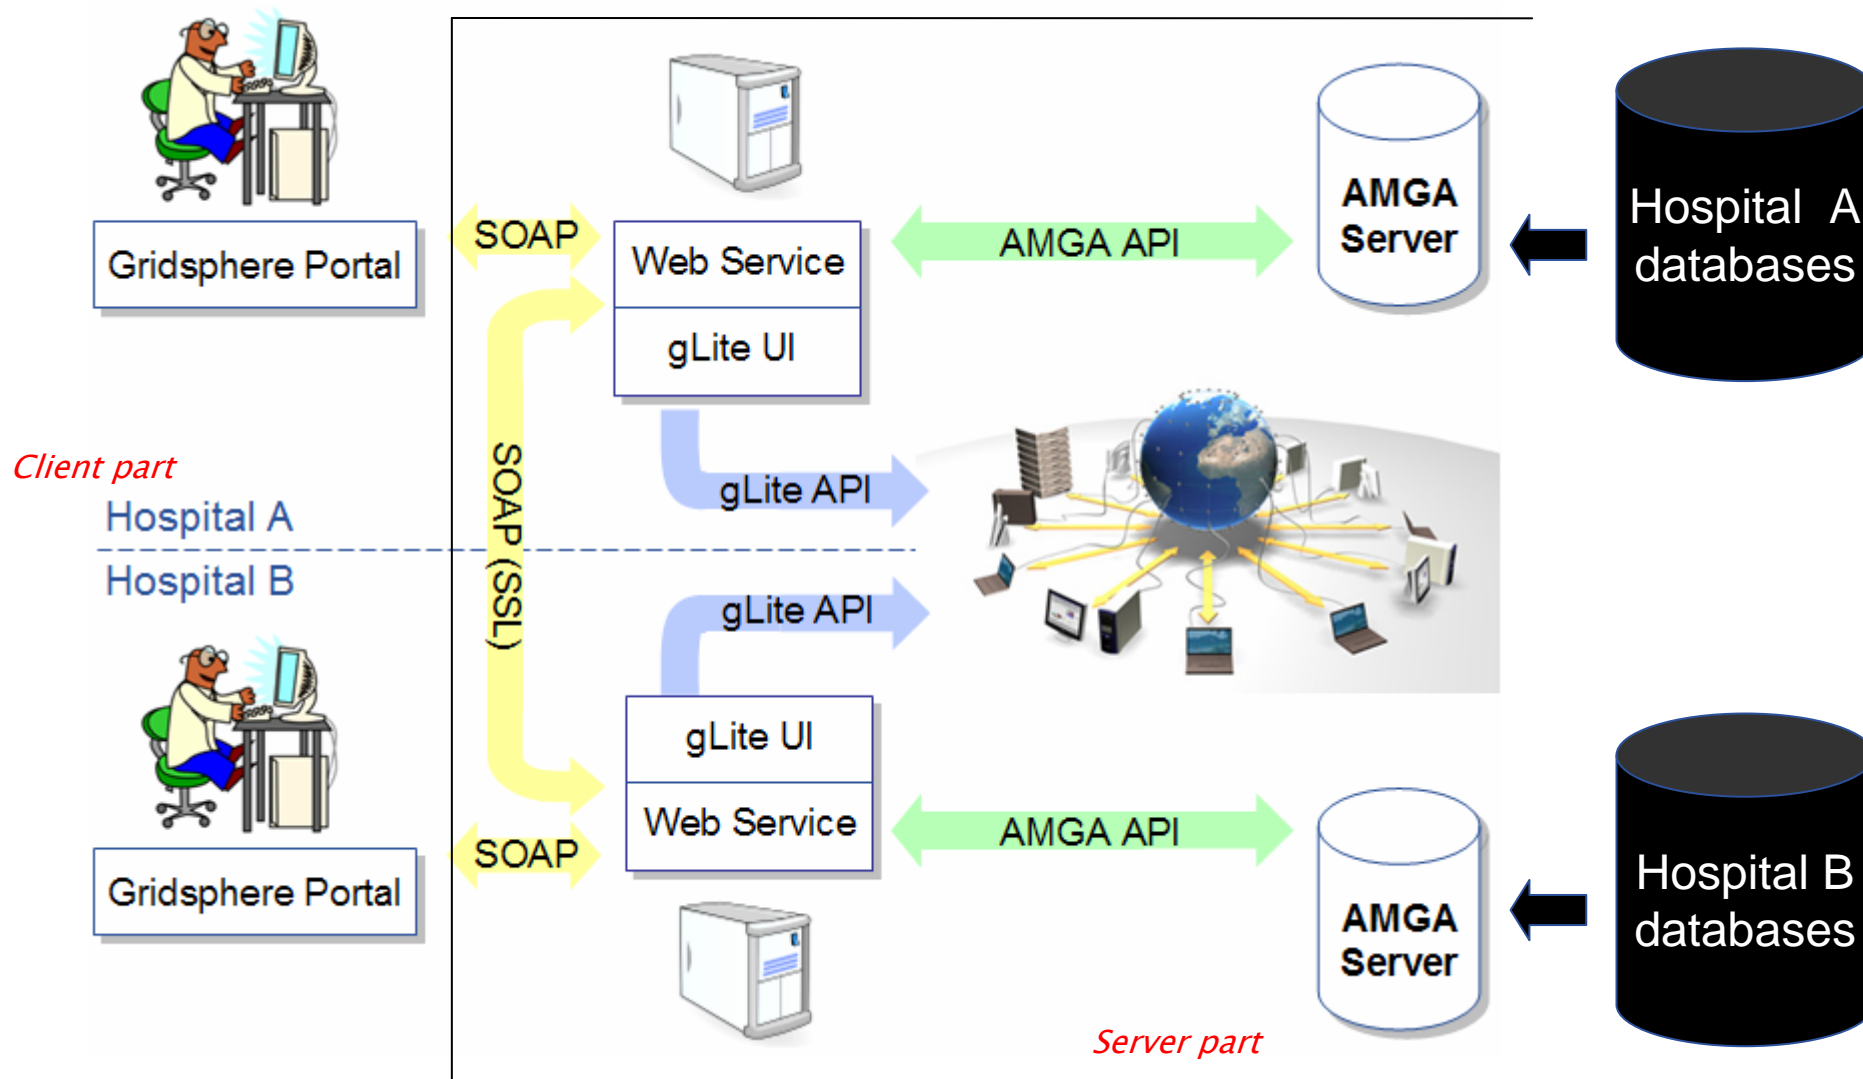 Gridsphere Portal
SOAP
Web Service
gLite UI
AMGA API
AMGA
Server
Hospital A
databases
Client part
Hospital A
Hospital B
SOAP (SSL)
gLite API
gLite API
gLite UI
Web Service
Gridsphere Portal
SOAP
AMGA API
AMGA
Server
Hospital B
databases
Server part